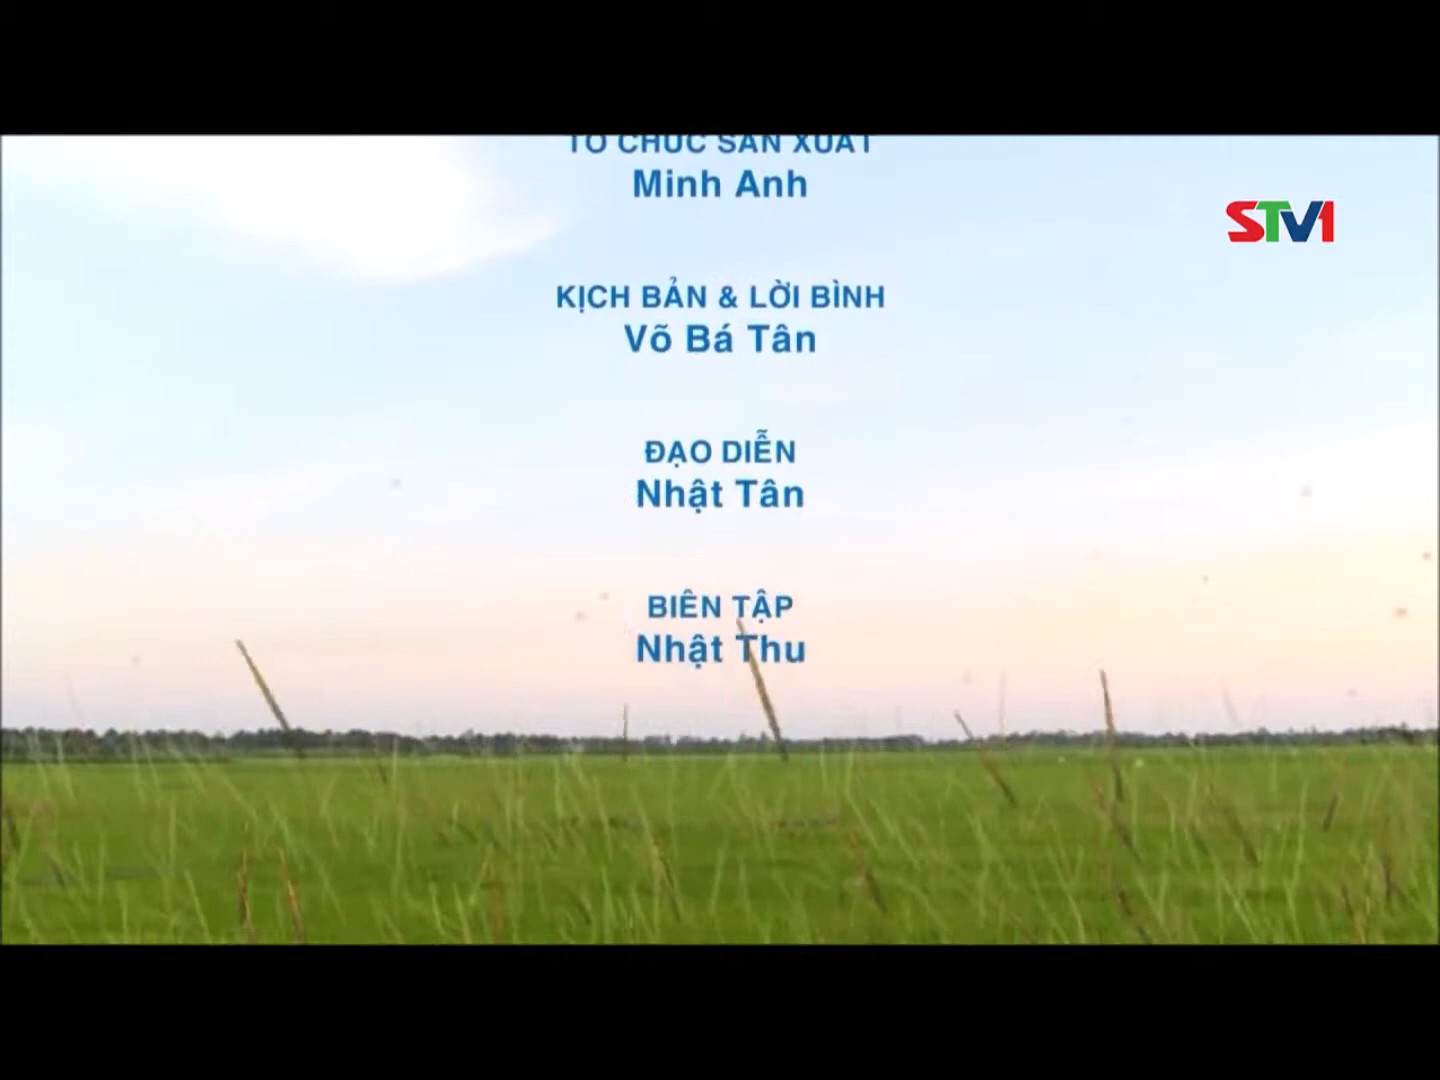 TỔ CHỨC SẢN XUẤT
Minh Anh
STV1
KỊCH BẢN & LỜI BÌNH
Võ Bá Tân
ĐẠO DIỄN
Nhật Tân
BIÊN TẬP
Nhật Thu